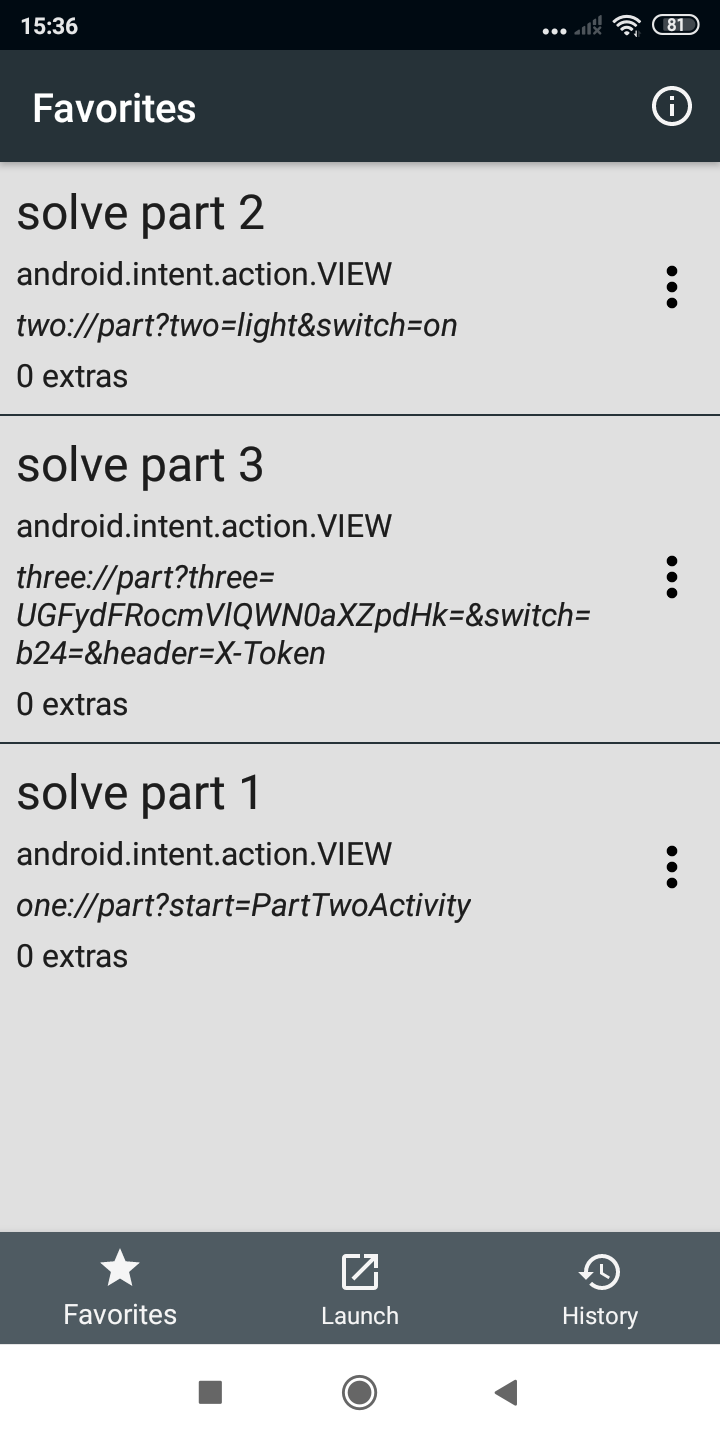 15:36
81
Favorites
solve part 2
android.intent.action.VIEW
two://part?two=light&switch=on
0 extras
solve part 3
android.intent.action.VIEW
three://part?three=
UGFydFRocmVlQWN0aXZpdHk=&switch=
b24=&header=X-Token
0 extras
solve part 1
android.intent.action.VIEW
one://part?start=PartTwoActivity
0 extras
Favorites
Launch
History